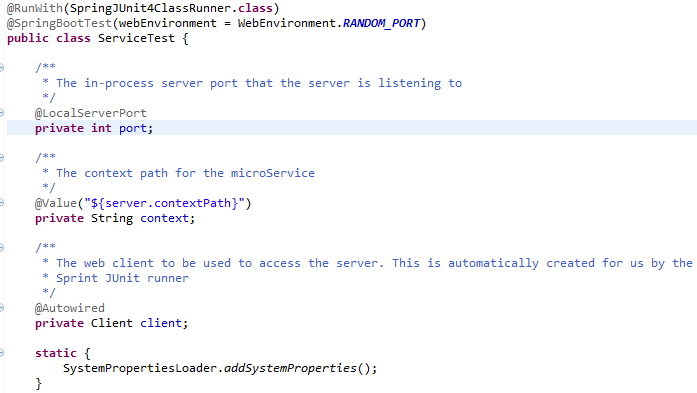 @RunWith(SpringJUnit4ClassRunner.class)
@SpringBootTest(webEnvironment = WebEnvironment.RANDOM_PORT)
public class ServiceTest {
/**
* The in-process server port that the server is listening to
*/
@LocalServerPort
private int port;
/**
* The context path for the microService
*/
@Value("${server.contextPath}")
private String context;
/**
* The web client to be used to access the server. This is automatically created for us by the
* Sprint JUnit runner
*/
@Autowired
private Client client;
static {
SystemPropertiesLoader.addSystemProperties();
}